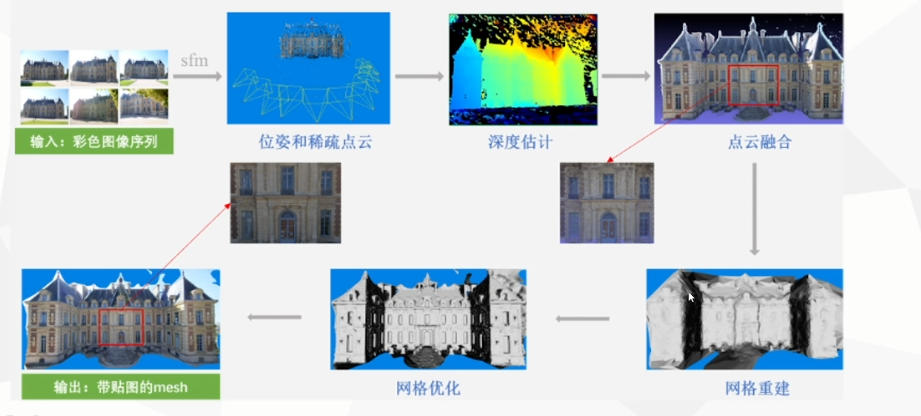 sfm
输入：彩色图像序列
位姿和稀疏点云
深度估计
点云融合
输出：带贴图的mesh
网格优化
网格重建